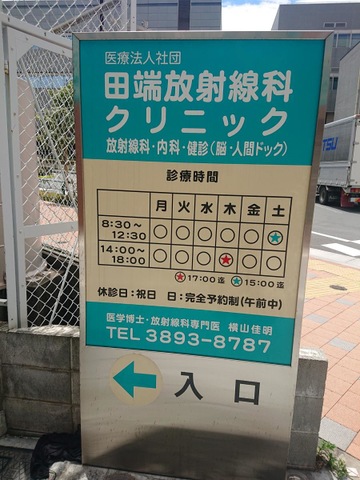 医療法人社団
田端放射線科
クリニック
放射線科・内科・健診(脳・人間ドック)
診療時間
月 火 水 木 金 土
8:30～12:30 ○ ○ ○ ○ ○ ★
14:00～18:00 ○ ○ ○ ★ ○ ○
★17:00迄 ★15:00迄
休診日：祝日 日：完全予約制(午前中)
医学博士・放射線科専門医 横山佳明
TEL 3893-8787
入口